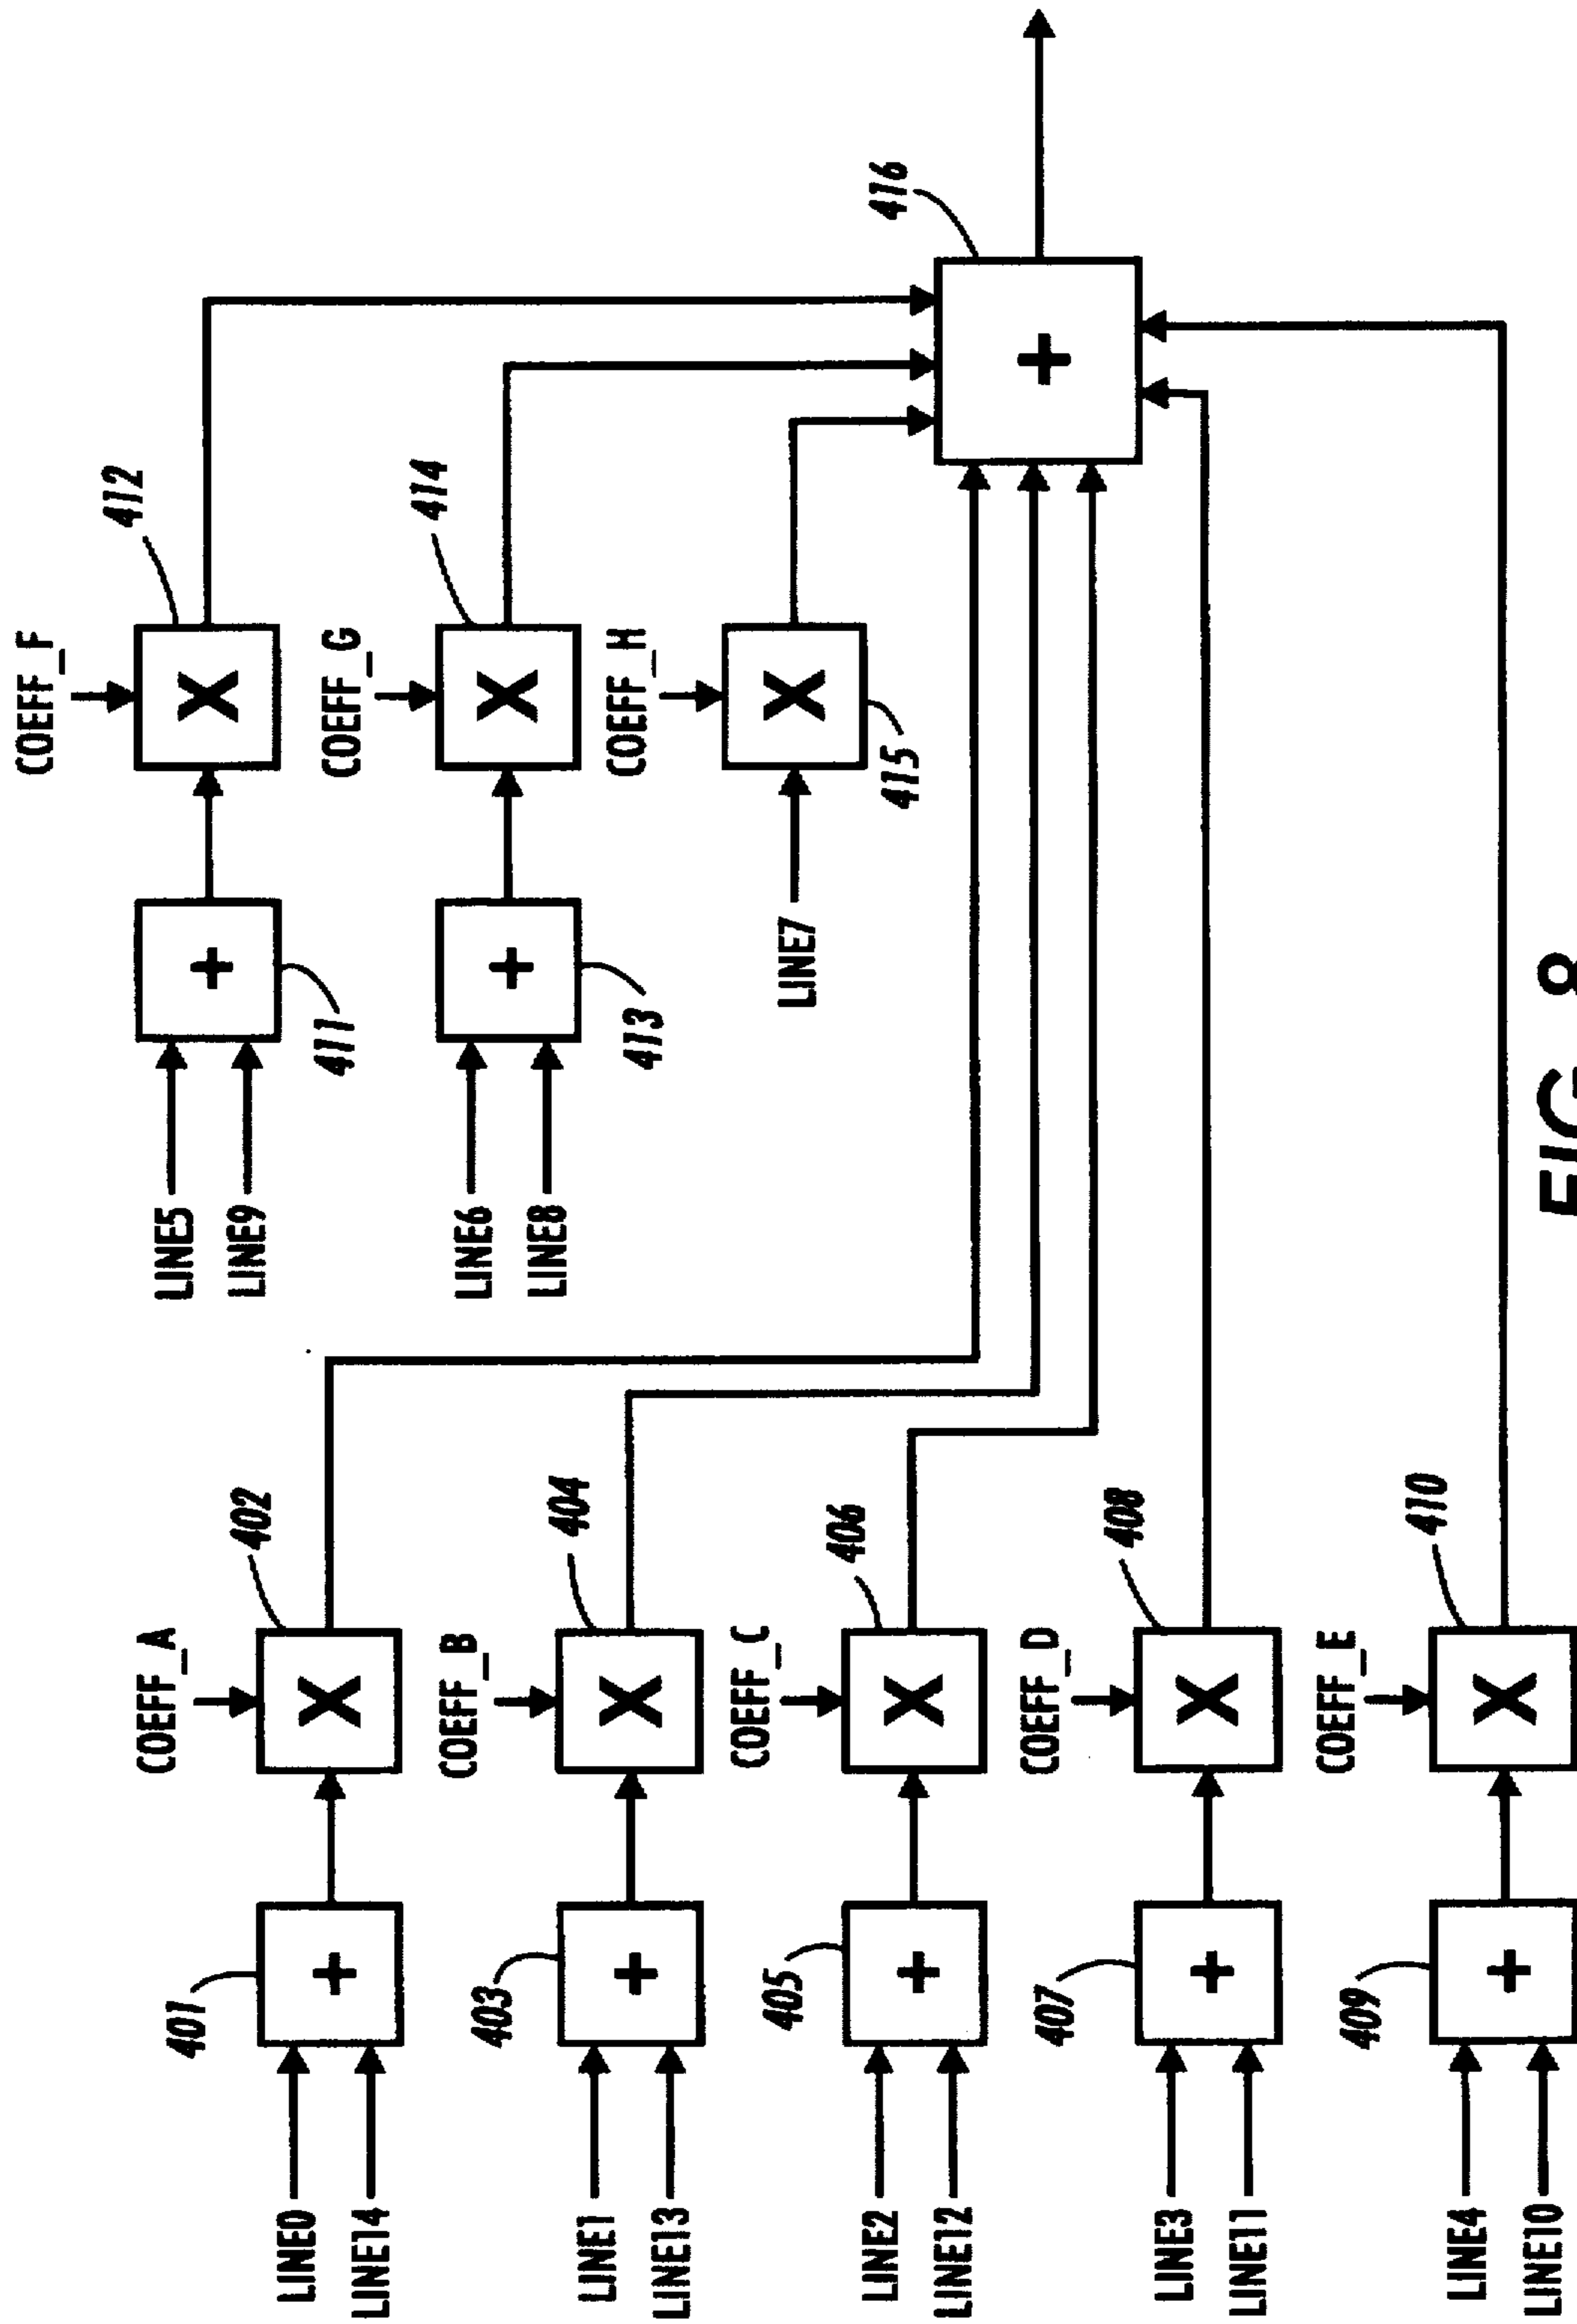 COEFF_F
412
LINE5
LINE9
411
COEFF_G
414
LINE6
LINE8
413
COEFF_H
LINE7
415
416
COEFF_A
402
401
LINE0
LINE14
+
X
COEFF_B
404
403
LINE1
LINE13
+
X
COEFF_C
406
405
LINE2
LINE12
+
X
COEFF_D
408
407
LINE3
LINE11
+
X
COEFF_E
410
409
LINE4
LINE10
+
X
+
X
+
X
X
+
FIG. 8